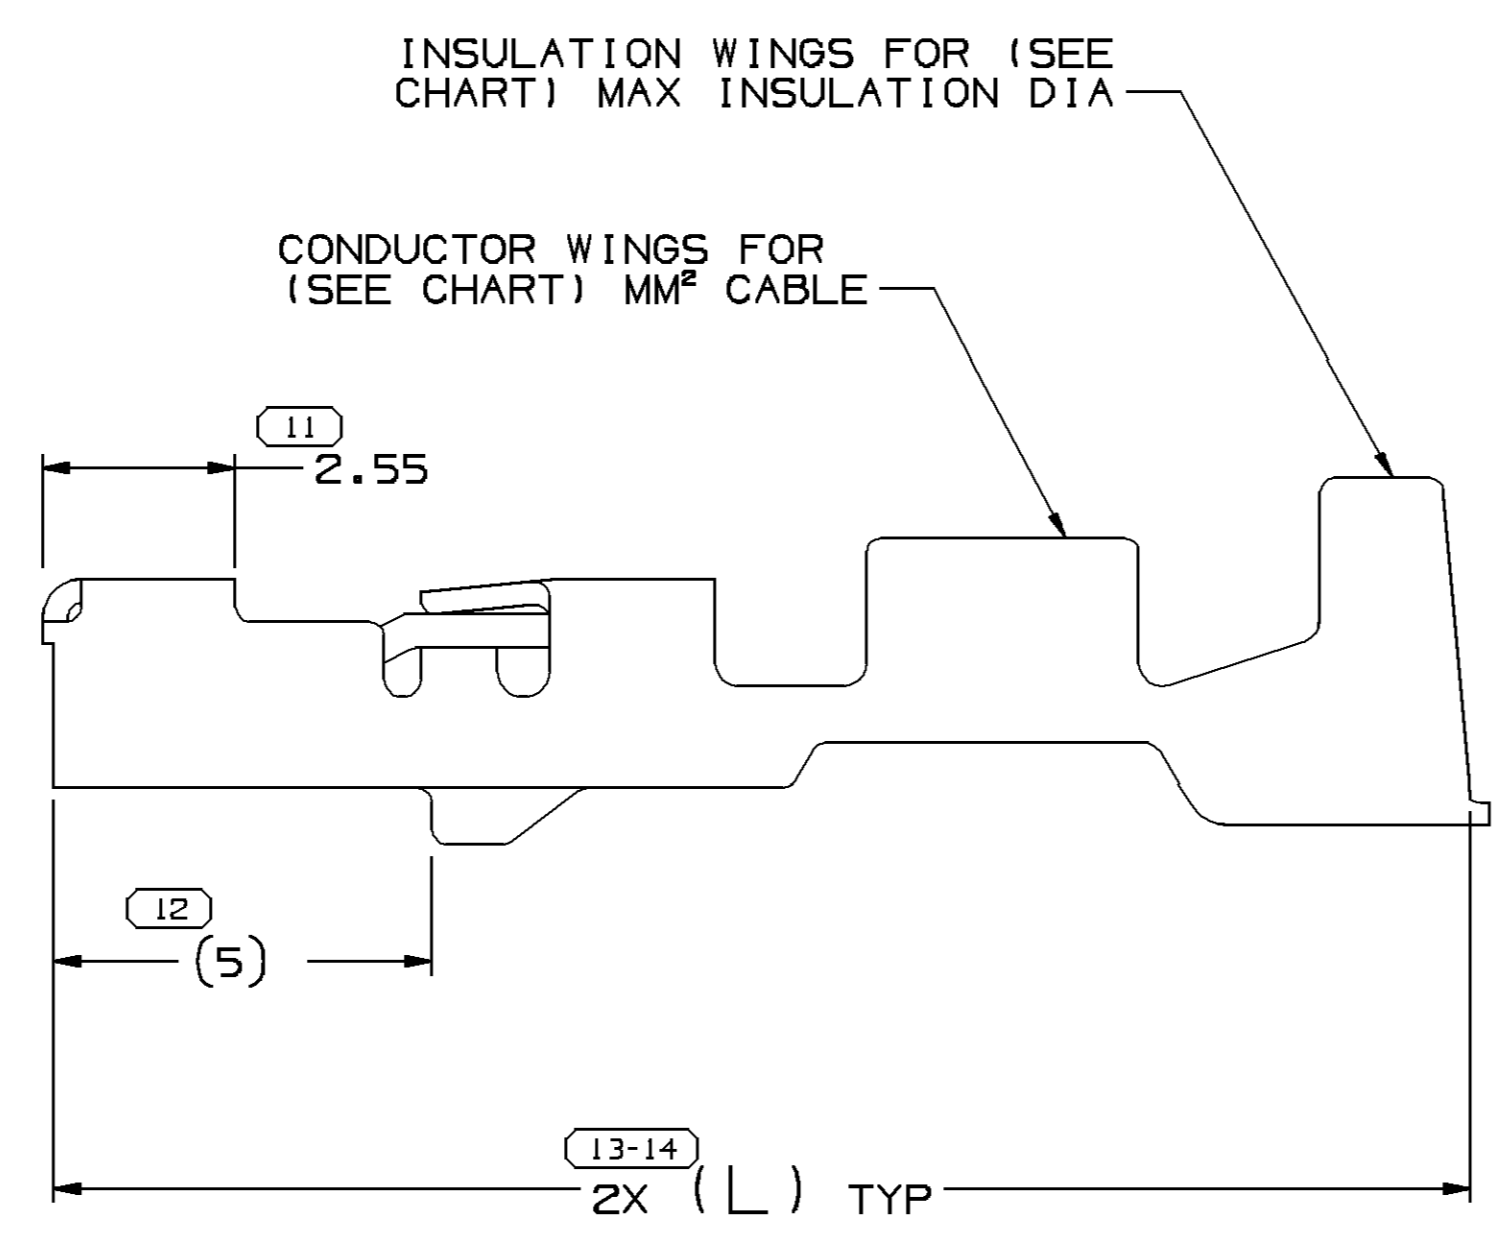 INSULATION WINGS FOR (SEE
CHART) MAX INSULATION DIA
CONDUCTOR WINGS FOR
(SEE CHART) MM² CABLE
11
2.55
12
(5)
13-14
2X (L) TYP